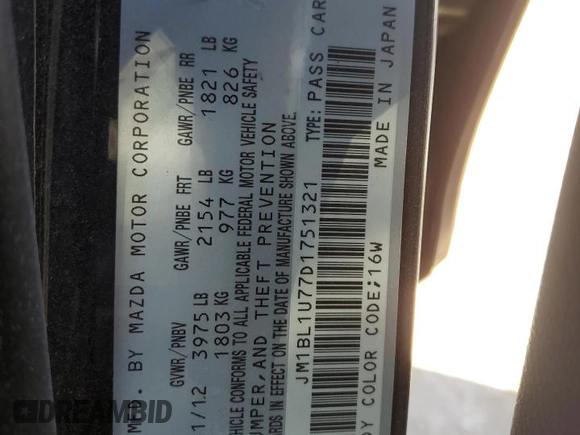 MFD. BY MAZDA MOTOR CORPORATION
GVWR/PNBV GAWR/PNBE FRT GAWR/PNBE RR
1/12 3975 LB 2154 LB 1821 LB
1803 KG 977 KG 826 KG
VEHICLE CONFORMS TO ALL APPLICABLE FEDERAL MOTOR VEHICLE SAFETY
BUMPER, AND THEFT PREVENTION
ARDS IN EFFECT ON THE DATE OF MANUFACTURE SHOWN ABOVE.
JM1BL1U77D1751321 TYPE: PASS CAR
DY COLOR CODE;16W MADE IN JAPAN
DREAMBID